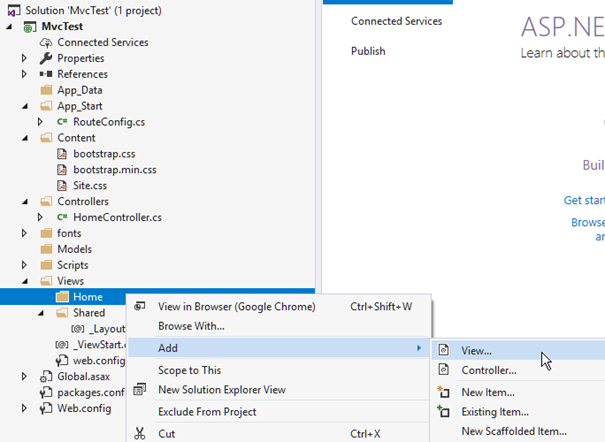 Solution 'MvcTest' (1 project)
MvcTest
Connected Services
Properties
References
App_Data
App_Start
RouteConfig.cs
Content
bootstrap.css
bootstrap.min.css
Site.css
Controllers
HomeController.cs
fonts
Models
Scripts
Views
Home
Shared
_Layout
_ViewStart.
web.config
Global.asax
packages.conf
Web.config
Connected Services
Publish
ASP.NE
Learn about th
Buil
Get star
Browse
ar
View in Browser (Google Chrome) Ctrl+Shift+W
Browse With...
Add
Scope to This
New Solution Explorer View
Exclude From Project
Cut Ctrl+X
View...
Controller...
New Item...
Existing Item...
New Scaffolded Item...